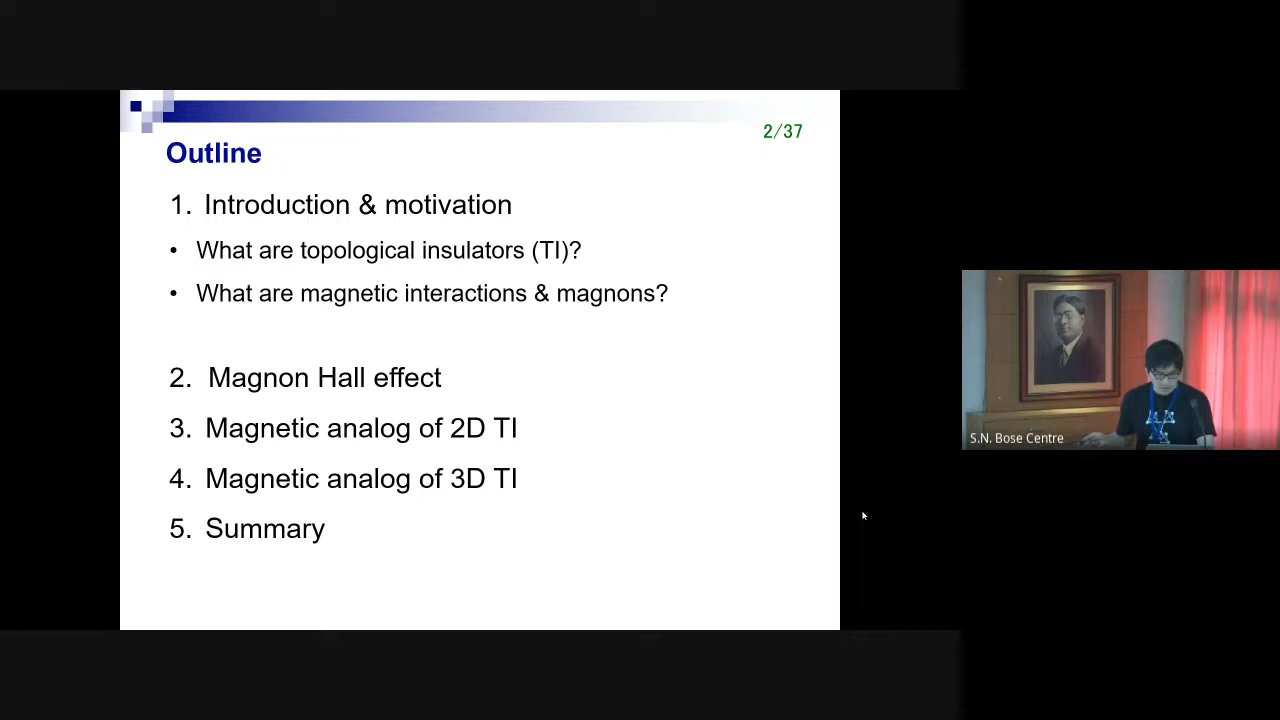 2/37
Outline
1. Introduction & motivation
• What are topological insulators (TI)?
• What are magnetic interactions & magnons?
2. Magnon Hall effect
3. Magnetic analog of 2D TI
4. Magnetic analog of 3D TI
5. Summary
S.N. Bose Centre